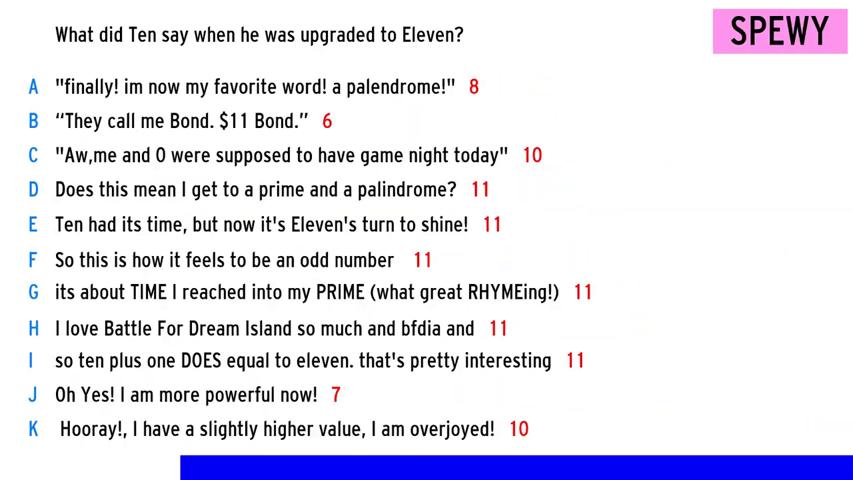 What did Ten say when he was upgraded to Eleven?
SPEWY
A "finally! im now my favorite word! a palendrome!" 8
B “They call me Bond. $11 Bond.” 6
C "Aw,me and 0 were supposed to have game night today" 10
D Does this mean I get to a prime and a palindrome? 11
E Ten had its time, but now it's Eleven's turn to shine! 11
F So this is how it feels to be an odd number 11
G its about TIME I reached into my PRIME (what great RHYMEing!) 11
H I love Battle For Dream Island so much and bfdia and 11
I so ten plus one DOES equal to eleven. that's pretty interesting 11
J Oh Yes! I am more powerful now! 7
K Hooray!, I have a slightly higher value, I am overjoyed! 10